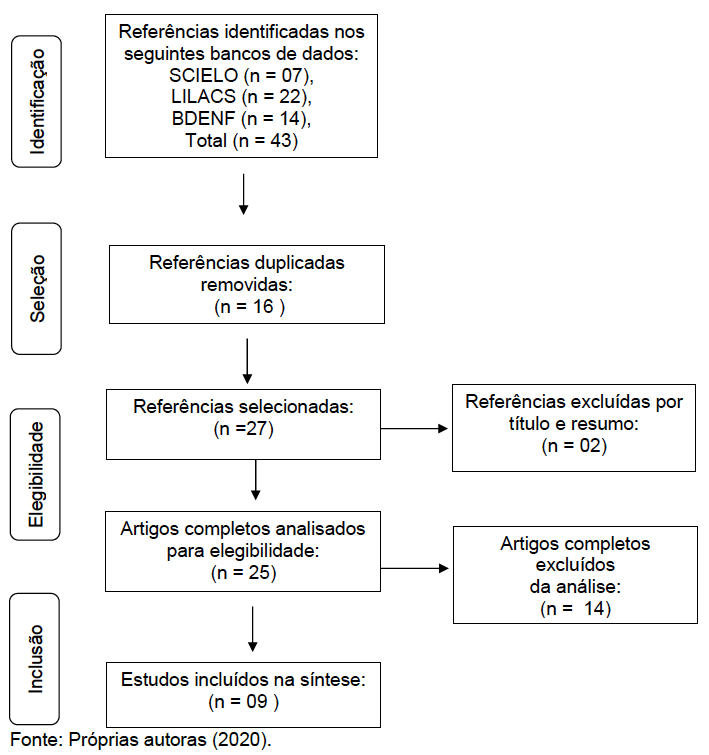 Identificação
Referências identificadas nos
seguintes bancos de dados:
SCIELO (n = 07),
LILACS (n = 22),
BDENF (n = 14),
Total (n = 43)
Seleção
Referências duplicadas
removidas:
(n = 16 )
Elegibilidade
Referências selecionadas:
(n =27)
Referências excluídas por
título e resumo:
(n = 02)
Artigos completos analisados
para elegibilidade:
(n = 25)
Artigos completos
excluídos
da análise:
(n = 14)
Inclusão
Estudos incluídos na síntese:
(n = 09 )
Fonte: Próprias autoras (2020).